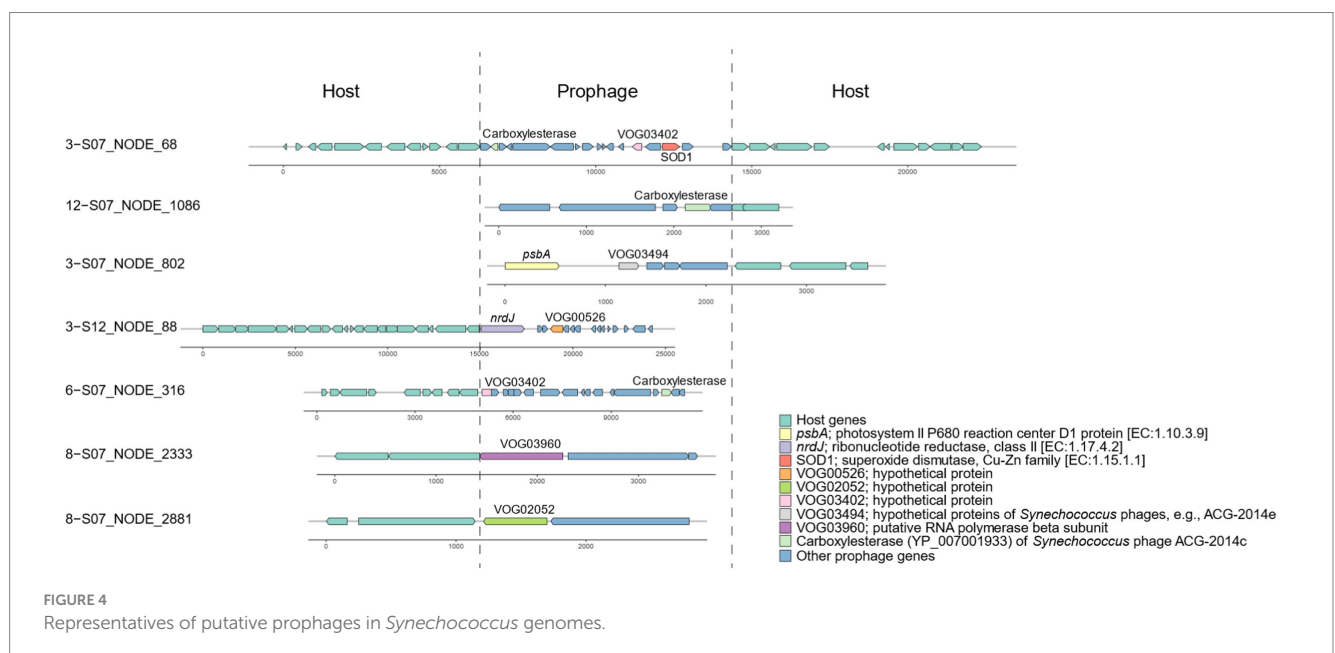 Host Prophage Host
3−S07_NODE_68
Carboxylesterase VOG03402
SOD1
0 5000 10000 15000 20000
12−S07_NODE_1086
Carboxylesterase
0 1000 2000 3000
3−S07_NODE_802
psbA VOG03494
0 1000 2000 3000
3−S12_NODE_88
nrdJ VOG00526
0 5000 10000 15000 20000 25000
6−S07_NODE_316
VOG03402 Carboxylesterase
0 3000 6000 9000
8−S07_NODE_2333
VOG03960
0 1000 2000 3000
8−S07_NODE_2881
VOG02052
0 1000 2000
Host genes
psbA; photosystem II P680 reaction center D1 protein [EC:1.10.3.9]
nrdJ; ribonucleotide reductase, class II [EC:1.17.4.2]
SOD1; superoxide dismutase, Cu-Zn family [EC:1.15.1.1]
VOG00526; hypothetical protein
VOG02052; hypothetical protein
VOG03402; hypothetical protein
VOG03494; hypothetical proteins of Synechococcus phages, e.g., ACG-2014e
VOG03960; putative RNA polymerase beta subunit
Carboxylesterase (YP_007001933) of Synechococcus phage ACG-2014c
Other prophage genes
FIGURE 4
Representatives of putative prophages in Synechococcus genomes.